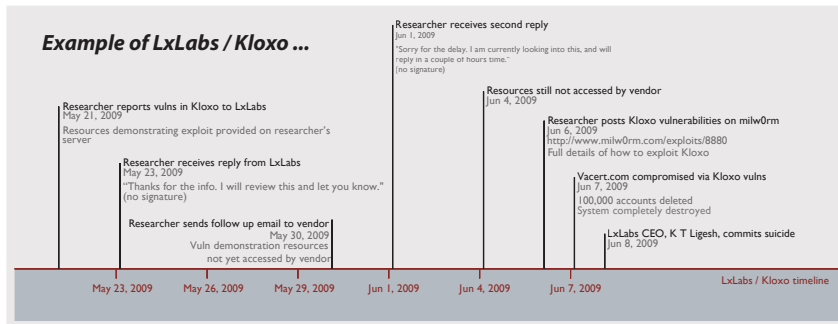 Example of LxLabs / Kloxo ...
Researcher reports vulns in Kloxo to LxLabs
May 21, 2009
Resources demonstrating exploit provided on researcher's
server
Researcher receives reply from LxLabs
May 23, 2009
"Thanks for the info. I will review this and let you know."
(no signature)
Researcher sends follow up email to vendor
May 30, 2009
Vuln demonstration resources
not yet accessed by vendor
Researcher receives second reply
Jun 1, 2009
"Sorry for the delay. I am currently looking into this, and will
reply in a couple of hours time."
(no signature)
Resources still not accessed by vendor
Jun 4, 2009
Researcher posts Kloxo vulnerabilities on milw0rm
Jun 6, 2009
http://www.milw0rm.com/exploits/8880
Full details of how to exploit Kloxo
Vacert.com compromised via Kloxo vulns
Jun 7, 2009
100,000 accounts deleted
System completely destroyed
LxLabs CEO, K T Ligesh, commits suicide
Jun 8, 2009
May 23, 2009
May 26, 2009
May 29, 2009
Jun 1, 2009
Jun 4, 2009
Jun 7, 2009
LxLabs / Kloxo timeline